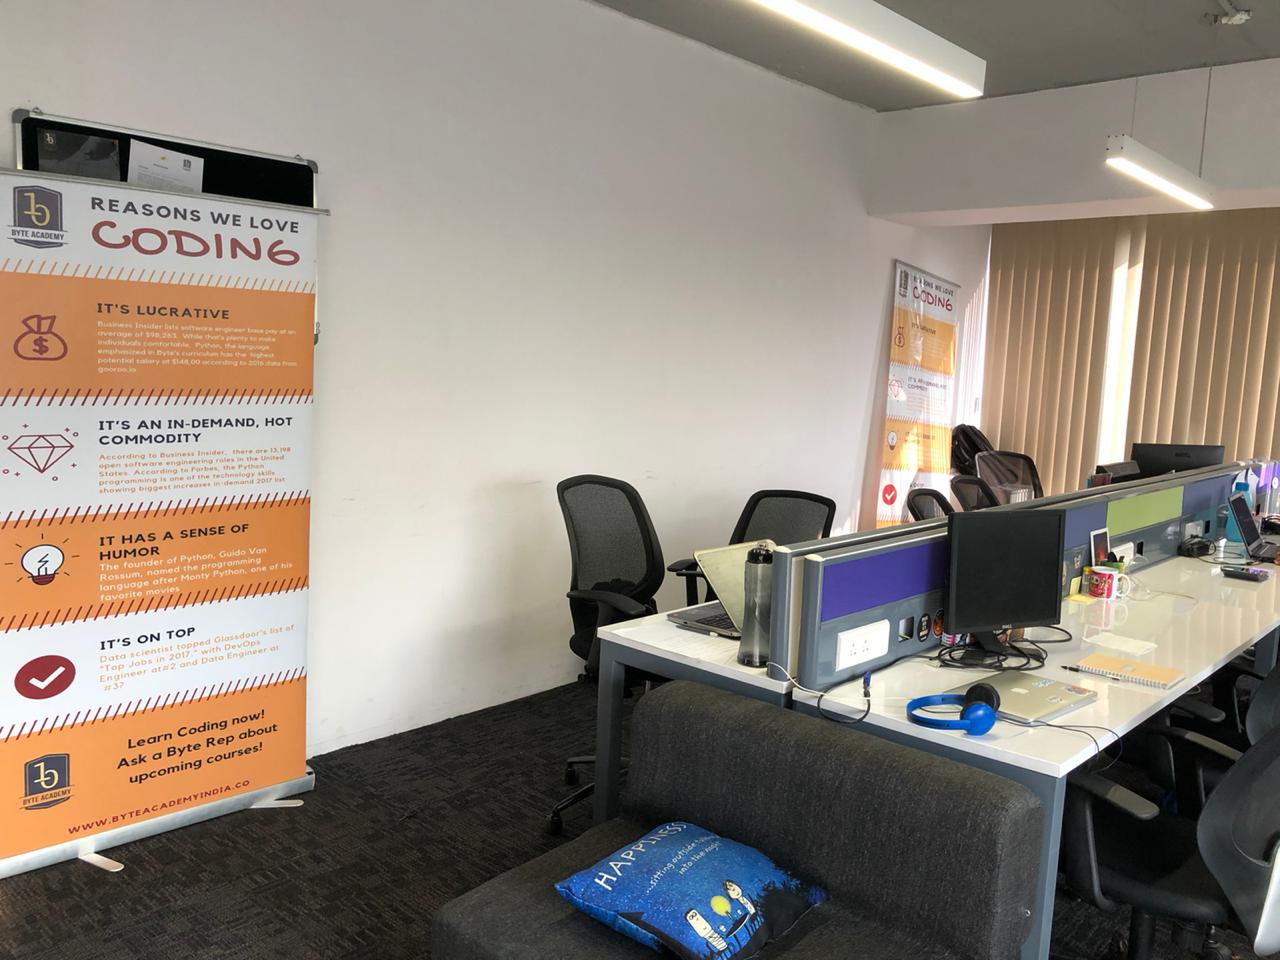 BYTE ACADEMY
REASONS WE LOVE
CODING
IT'S LUCRATIVE
Business Insider lists software engineer base pay at an
average of $98,263. While that's plenty to make
individuals comfortable, Python, the language
emphasized in Byte's curriculum has the highest
potential salary at $148,00 according to 2016 data from
gooroo.io
IT'S AN IN-DEMAND, HOT
COMMODITY
According to Business Insider, there are 13,198
open software engineering roles in the United
States. According to Forbes, the Python
programming is one of the technology skills
showing biggest increases in-demand 2017 list
IT HAS A SENSE OF
HUMOR
The founder of Python, Guido Van
Rossum, named the programming
language after Monty Python, one of his
favorite movies
IT'S ON TOP
Data scientist topped Glassdoor's list of
"Top Jobs in 2017." with DevOps
Engineer at#2 and Data Engineer at
#3?
Learn Coding now!
Ask a Byte Rep about
upcoming courses!
BYTE ACADEMY
WWW.BYTEACADEMYINDIA.CO
REASONS WE LOVE
CODING
IT'S LUCRATIVE
DELL
HAPPINESS
...sitting outside
into the night